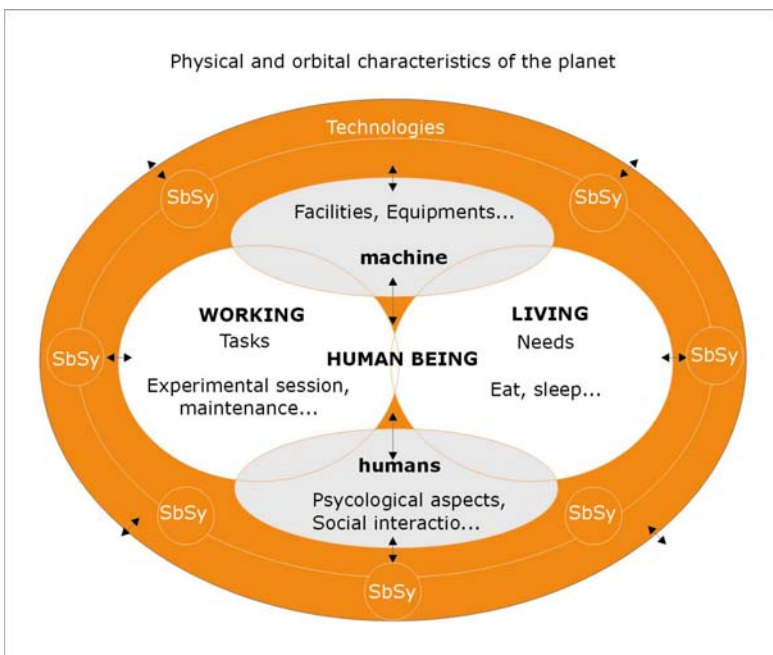 Physical and orbital characteristics of the planet
Technologies
SbSy
SbSy
Facilities, Equipments...
machine
WORKING
Tasks
LIVING
Needs
SbSy
HUMAN BEING
SbSy
Experimental session,
maintenance...
Eat, sleep...
humans
Psycological aspects,
Social interactio...
SbSy
SbSy
SbSy